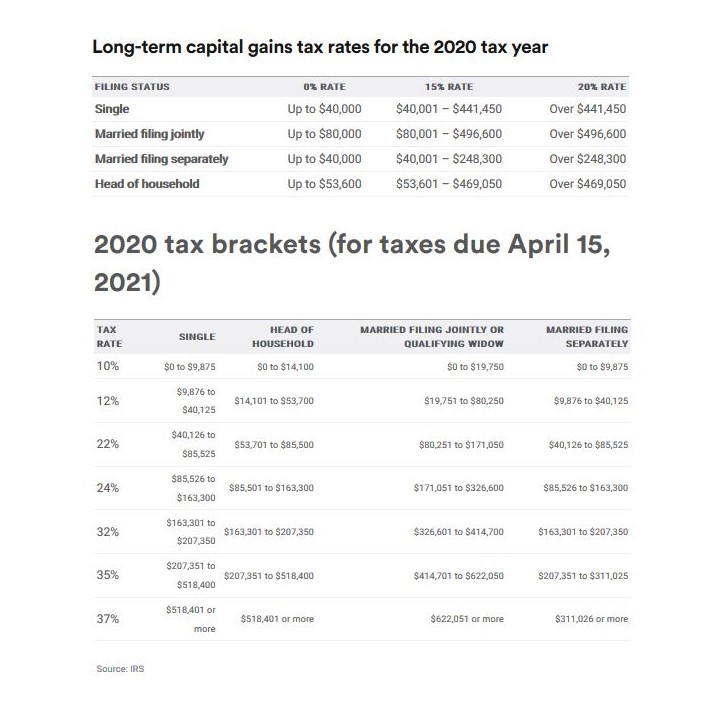 Long-term capital gains tax rates for the 2020 tax year
FILING STATUS 0% RATE 15% RATE 20% RATE
Single Up to $40,000 $40,001 – $441,450 Over $441,450
Married filing jointly Up to $80,000 $80,001 – $496,600 Over $496,600
Married filing separately Up to $40,000 $40,001 – $248,300 Over $248,300
Head of household Up to $53,600 $53,601 – $469,050 Over $469,050
2020 tax brackets (for taxes due April 15,
2021)
TAX RATE SINGLE HEAD OF HOUSEHOLD MARRIED FILING JOINTLY OR QUALIFYING WIDOW MARRIED FILING SEPARATELY
10% $0 to $9,875 $0 to $14,100 $0 to $19,750 $0 to $9,875
12% $9,876 to $40,125 $14,101 to $53,700 $19,751 to $80,250 $9,876 to $40,125
22% $40,126 to $85,525 $53,701 to $85,500 $80,251 to $171,050 $40,126 to $85,525
24% $85,526 to $163,300 $85,501 to $163,300 $171,051 to $326,600 $85,526 to $163,300
32% $163,301 to $207,350 $163,301 to $207,350 $326,601 to $414,700 $163,301 to $207,350
35% $207,351 to $518,400 $207,351 to $518,400 $414,701 to $622,050 $207,351 to $311,025
37% $518,401 or more $518,401 or more $622,051 or more $311,026 or more
Source: IRS